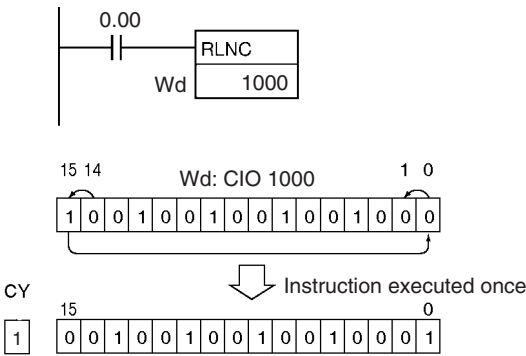 0.00
RLNC
Wd 1000
15 14 1 0
Wd: CIO 1000
1 0 0 1 0 0 1 0 0 1 0 0 1 0 0 0
Instruction executed once
CY
15 0
1 0 0 1 0 0 1 0 0 1 0 0 1 0 0 0 1